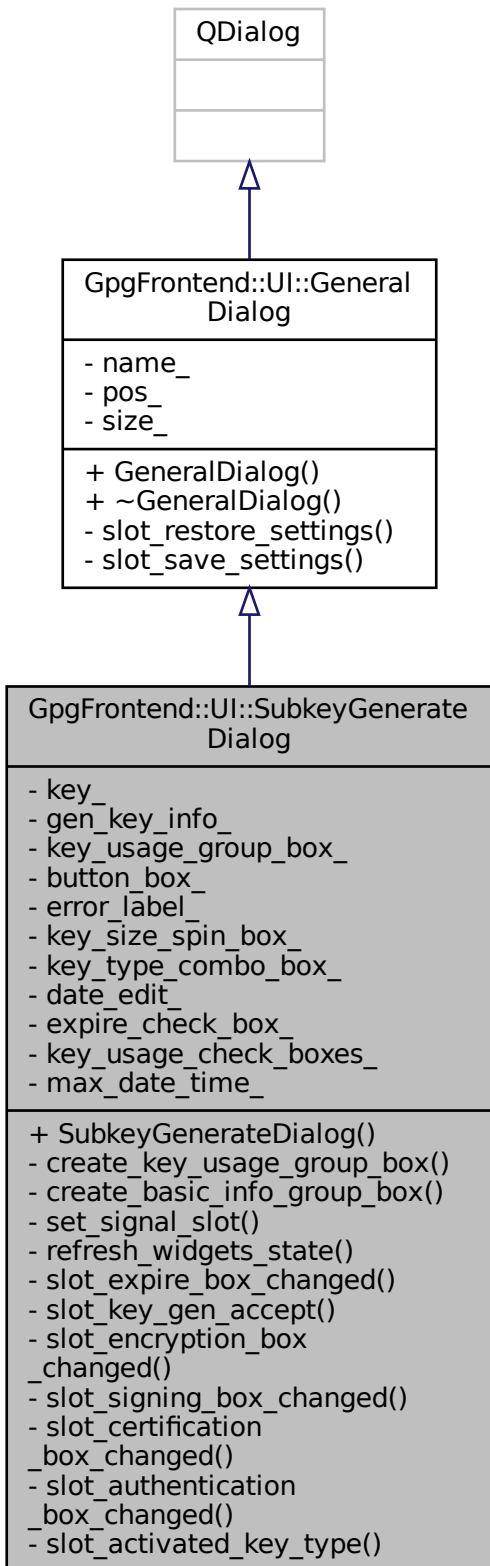 QDialog
GpgFrontend::UI::General
Dialog
- name_
- pos_
- size_
+ GeneralDialog()
+ ~GeneralDialog()
- slot_restore_settings()
- slot_save_settings()
GpgFrontend::UI::SubkeyGenerate
Dialog
- key_
- gen_key_info_
- key_usage_group_box_
- button_box_
- error_label_
- key_size_spin_box_
- key_type_combo_box_
- date_edit_
- expire_check_box_
- key_usage_check_boxes_
- max_date_time_
+ SubkeyGenerateDialog()
- create_key_usage_group_box()
- create_basic_info_group_box()
- set_signal_slot()
- refresh_widgets_state()
- slot_expire_box_changed()
- slot_key_gen_accept()
- slot_encryption_box
_changed()
- slot_signing_box_changed()
- slot_certification
_box_changed()
- slot_authentication
_box_changed()
- slot_activated_key_type()